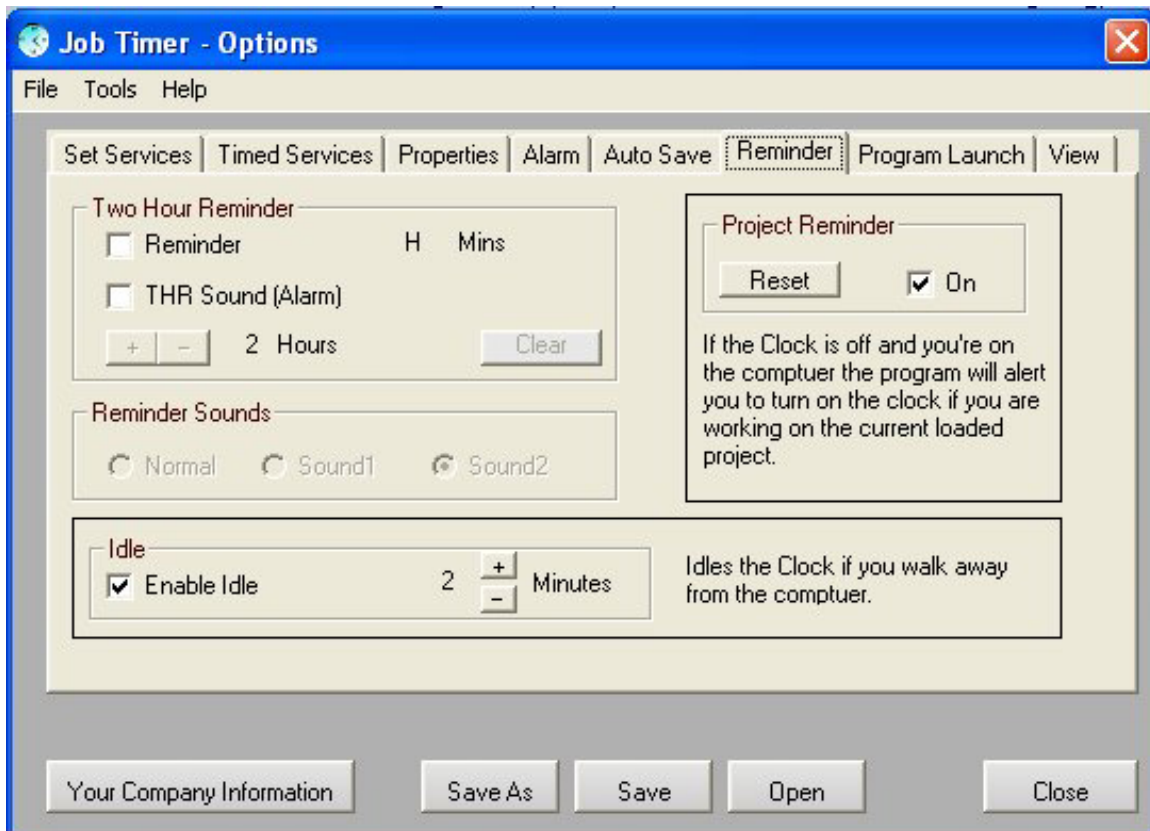 Job Timer - Options
File Tools Help
Set Services Timed Services Properties Alarm Auto Save Reminder Program Launch View
Two Hour Reminder
Reminder H Mins
THR Sound (Alarm)
+ - 2 Hours Clear
Reminder Sounds
Normal Sound1 Sound2
Project Reminder
Reset On
If the Clock is off and you're on
the comptuer the program will alert
you to turn on the clock if you are
working on the current loaded
project.
Idle
Enable Idle 2 + - Minutes
Idles the Clock if you walk away
from the comptuer.
Your Company Information Save As Save Open Close